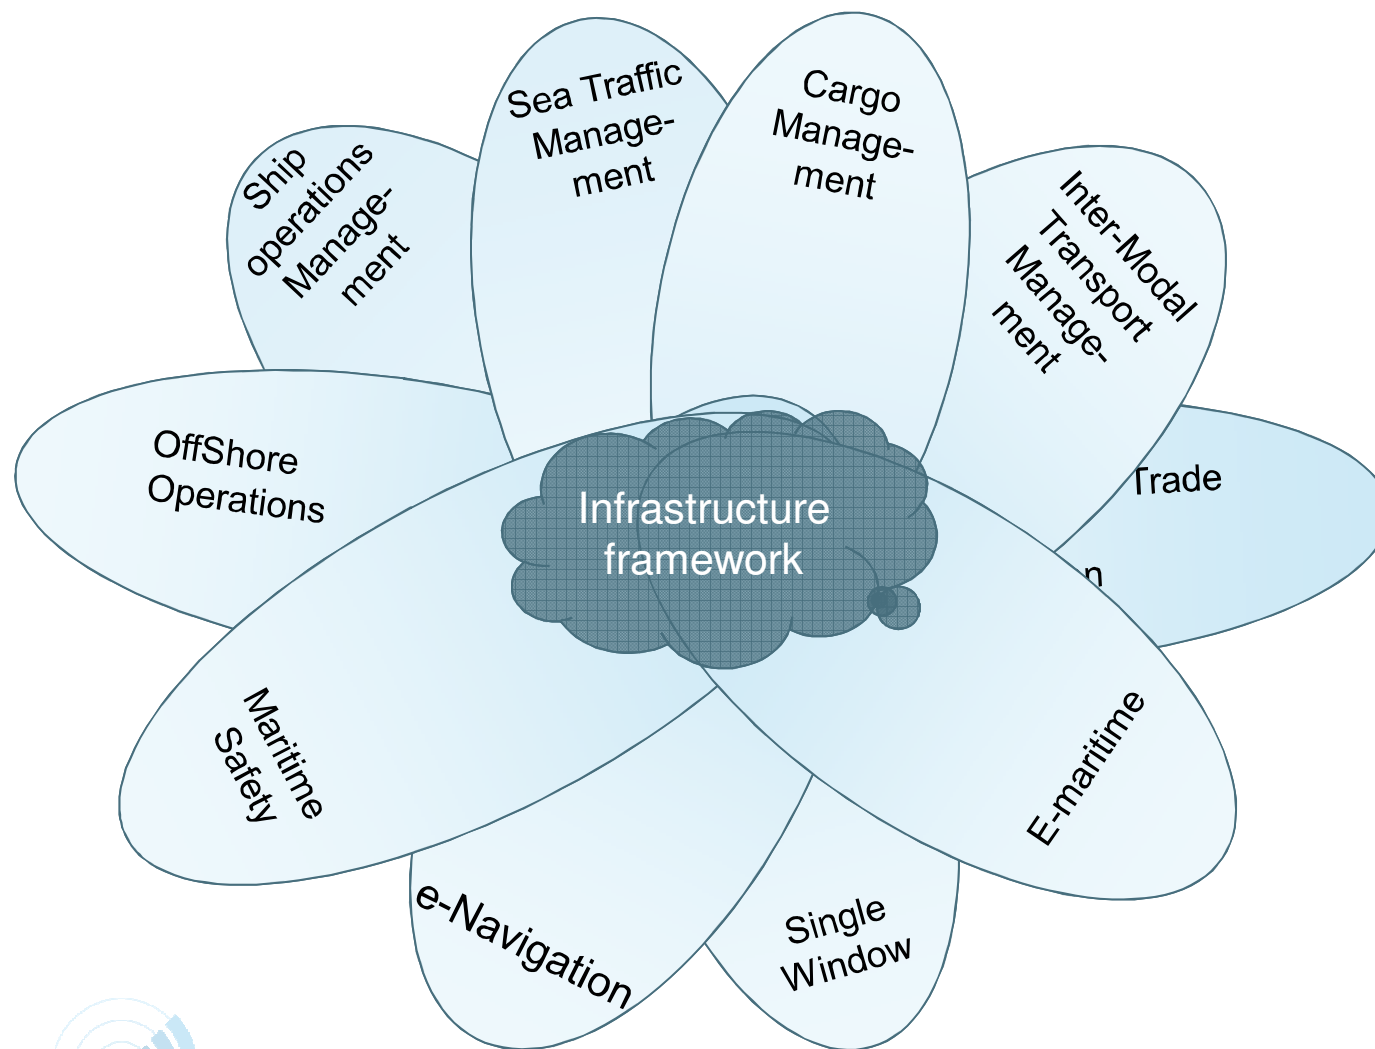 Sea Traffic
Manage-
ment
Cargo
Manage-
ment
Ship
operations
Manage-
ment
Inter-Modal
Transport
Manage-
ment
OffShore
Operations
Trade
n
Infrastructure
framework
Maritime
Safety
E-maritime
e-Navigation
Single
Window